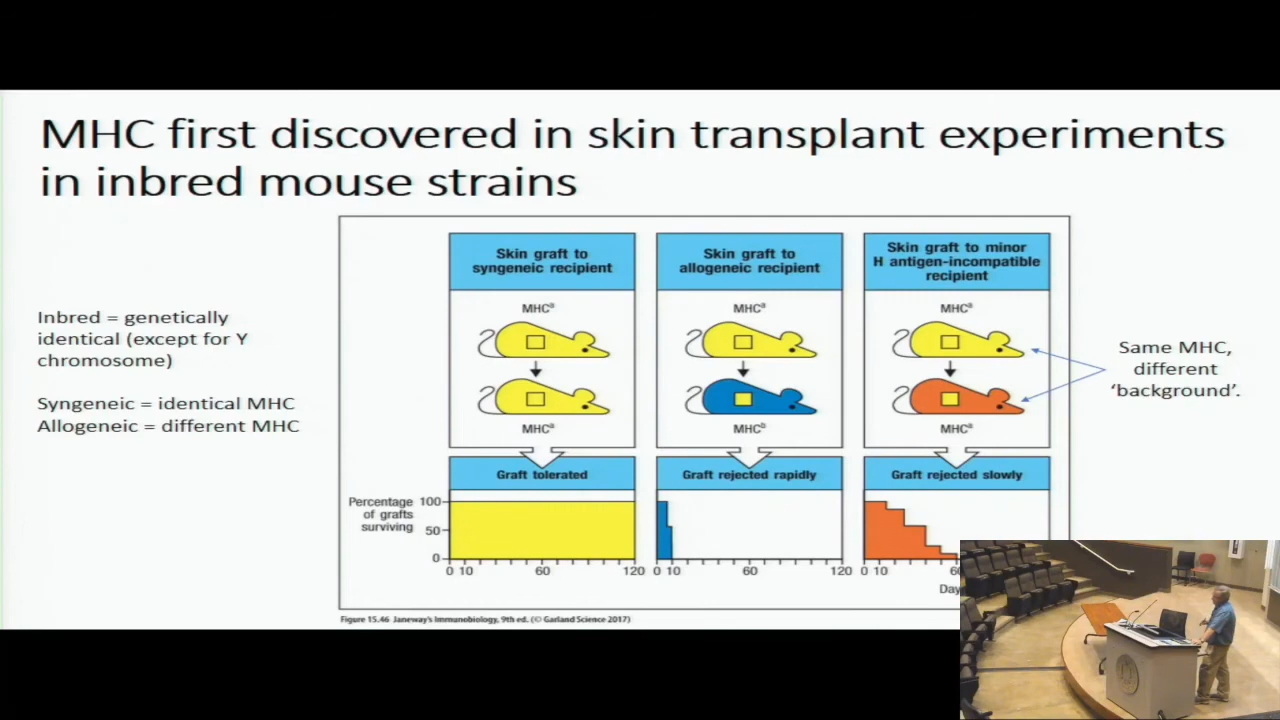 MHC first discovered in skin transplant experiments
in inbred mouse strains
Inbred = genetically
identical (except for Y
chromosome)
Syngeneic = identical MHC
Allogeneic = different MHC
Skin graft to
syngeneic recipient
MHCᵃ
MHCᵃ
Graft tolerated
Skin graft to
allogeneic recipient
MHCᵃ
MHCᵇ
Graft rejected rapidly
Skin graft to minor
H antigen-incompatible
recipient
MHCᵃ
MHCᵃ
Graft rejected slowly
Same MHC,
different
‘background’.
Percentage
of grafts
surviving
100
50
0
0 10 60 120
0 10 60 120
0 10 6
Day
Figure 15.46 Janeway's Immunobiology, 9th ed. (© Garland Science 2017)